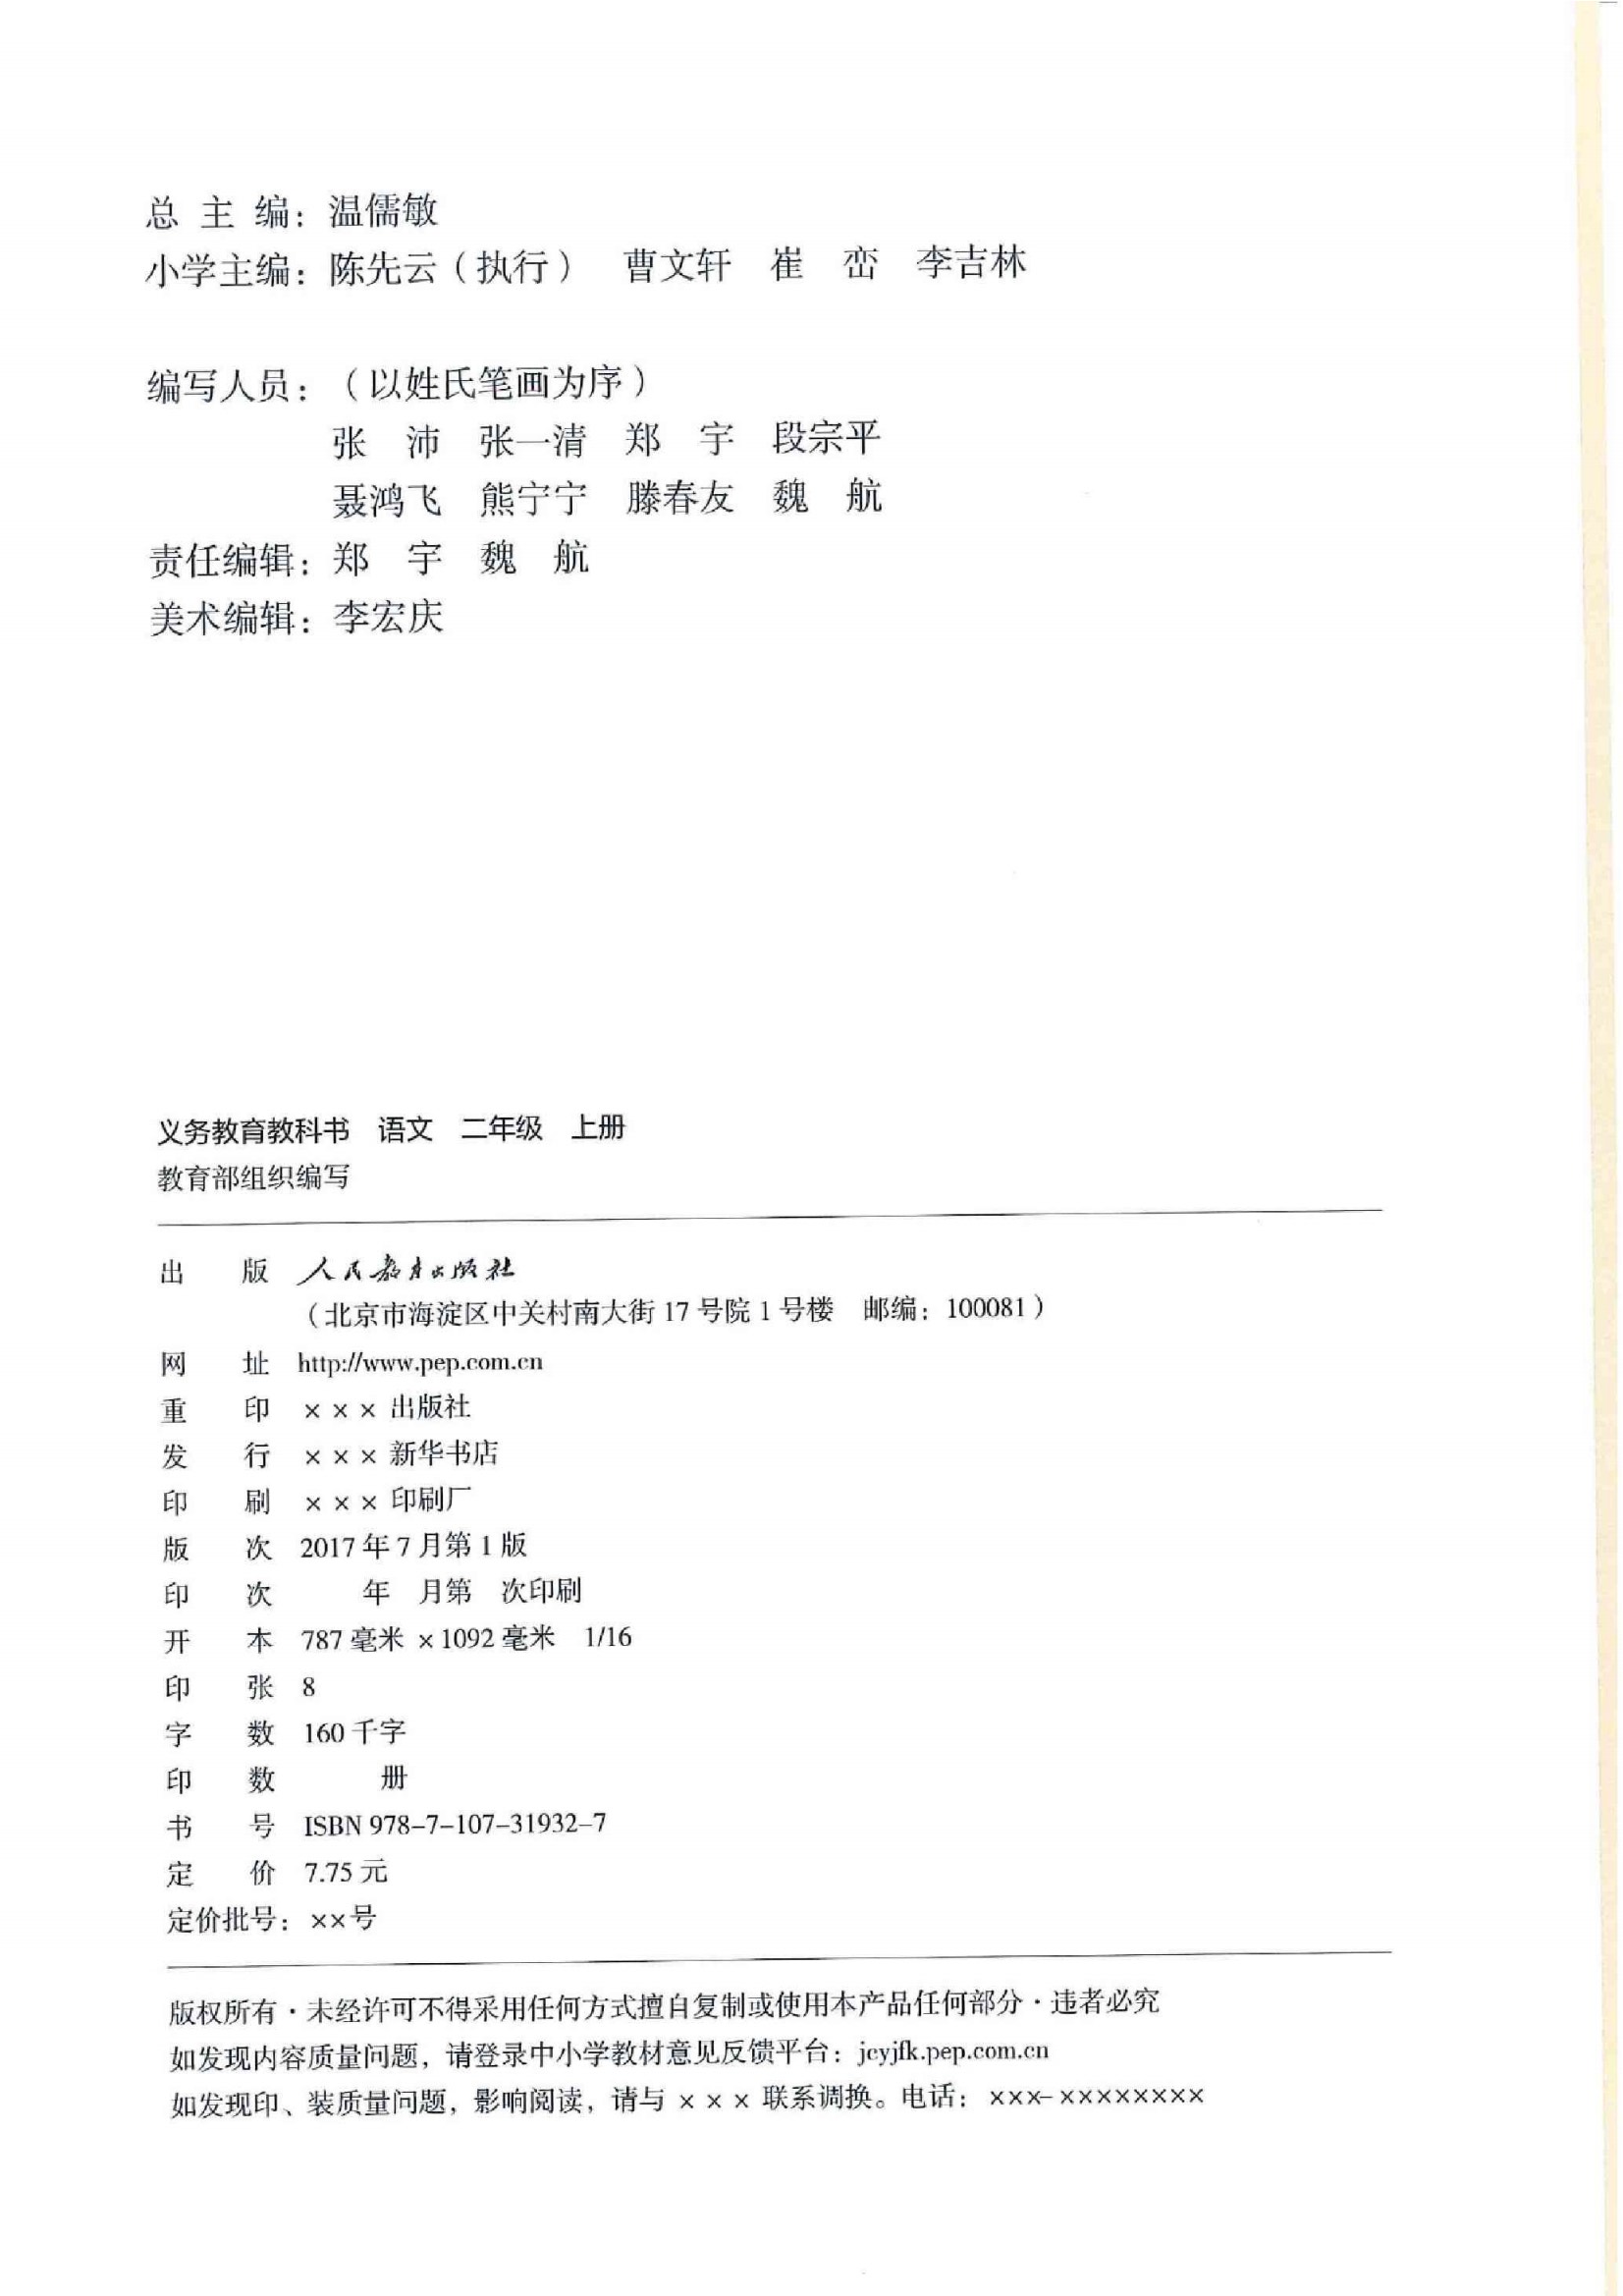 总 主 编：温儒敏
小学主编：陈先云（执行） 曹文轩 崔 峦 李吉林
编写人员：（以姓氏笔画为序）
张 沛 张一清 郑 宇 段宗平
聂鸿飞 熊宁宁 滕春友 魏 航
责任编辑：郑 宇 魏 航
美术编辑：李宏庆
义务教育教科书 语文 二年级 上册
教育部组织编写
出 版 人民教育出版社
（北京市海淀区中关村南大街 17 号院 1 号楼 邮编：100081）
网 址 http://www.pep.com.cn
重 印 × × × 出版社
发 行 × × × 新华书店
印 刷 × × × 印刷厂
版 次 2017 年 7 月第 1 版
印 次 年 月第 次印刷
开 本 787 毫米 × 1092 毫米 1/16
印 张 8
字 数 160 千字
印 数 册
书 号 ISBN 978-7-107-31932-7
定 价 7.75 元
定价批号：××号
版权所有·未经许可不得采用任何方式擅自复制或使用本产品任何部分·违者必究
如发现内容质量问题，请登录中小学教材意见反馈平台：jcyjfk.pep.com.cn
如发现印、装质量问题，影响阅读，请与 × × × 联系调换。电话：×××-××××××××